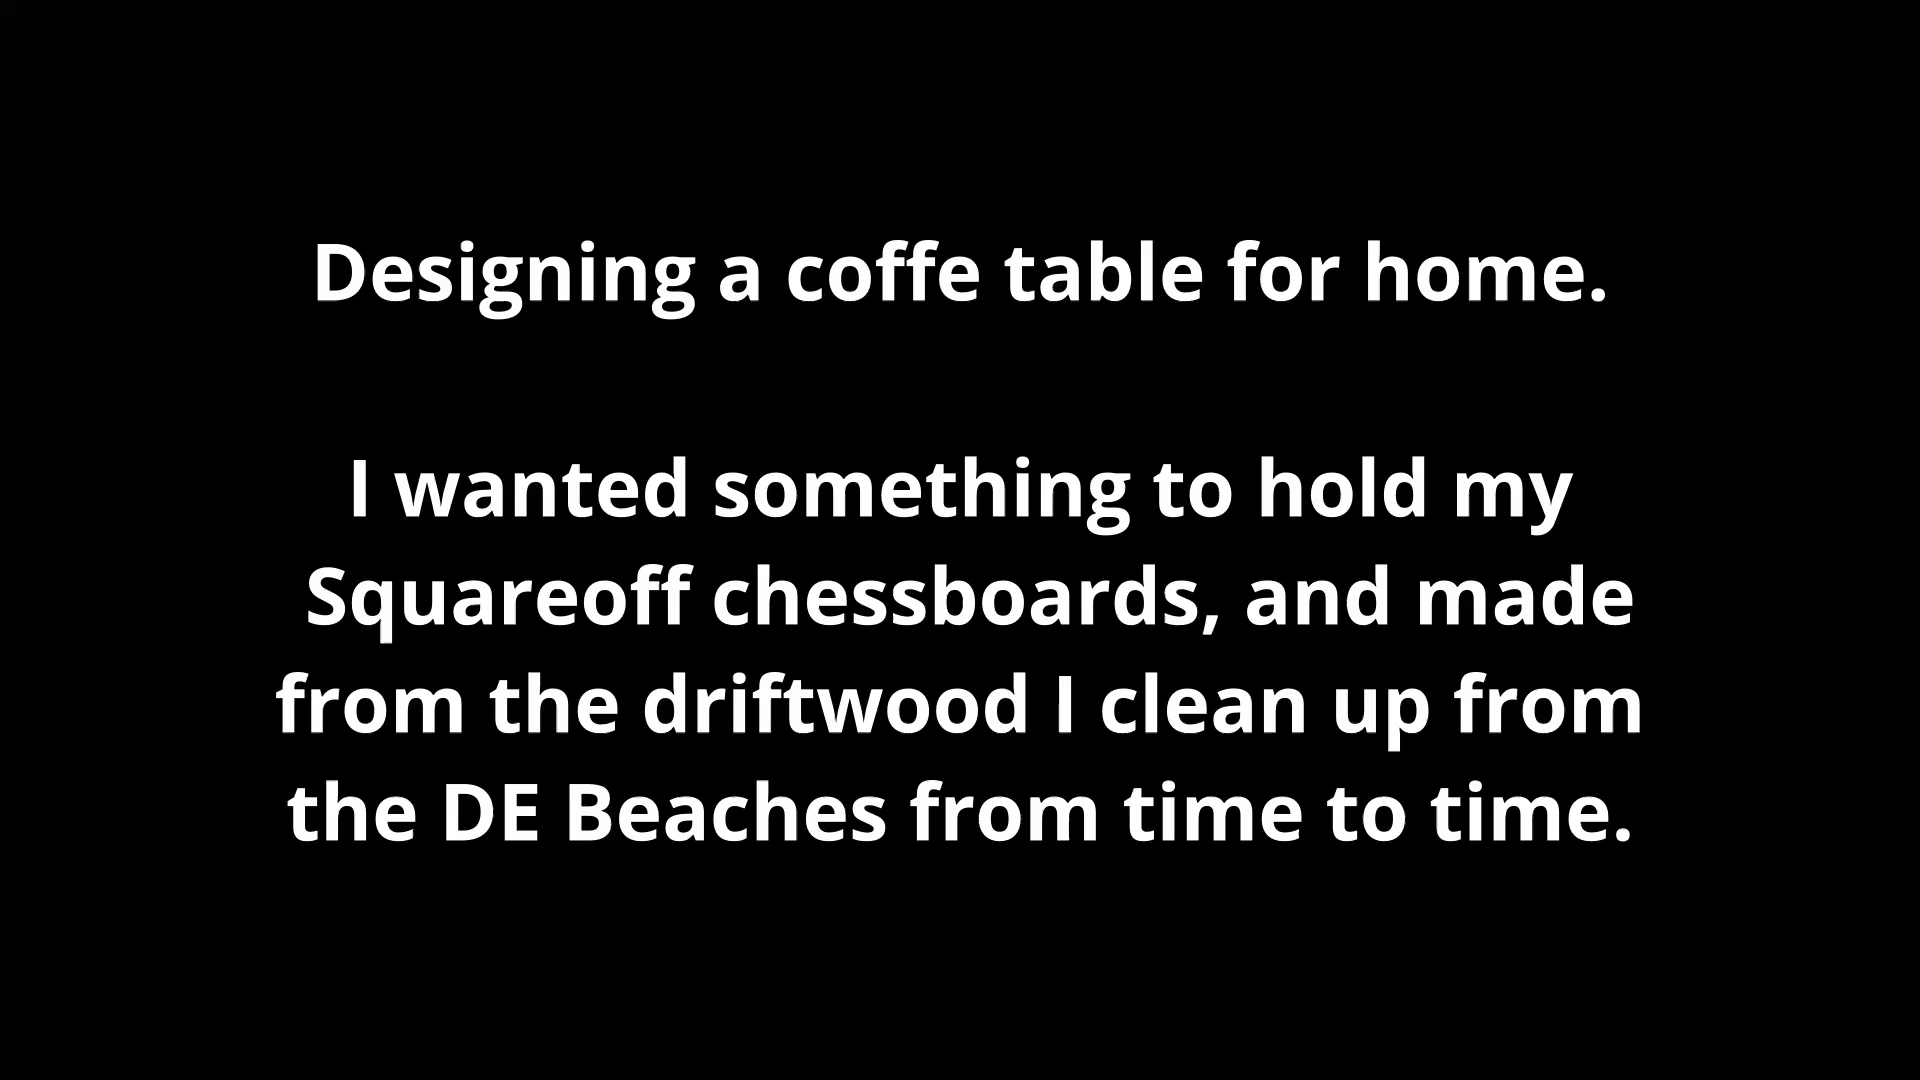 Designing a coffe table for home.
I wanted something to hold my
Squareoff chessboards, and made
from the driftwood I clean up from
the DE Beaches from time to time.